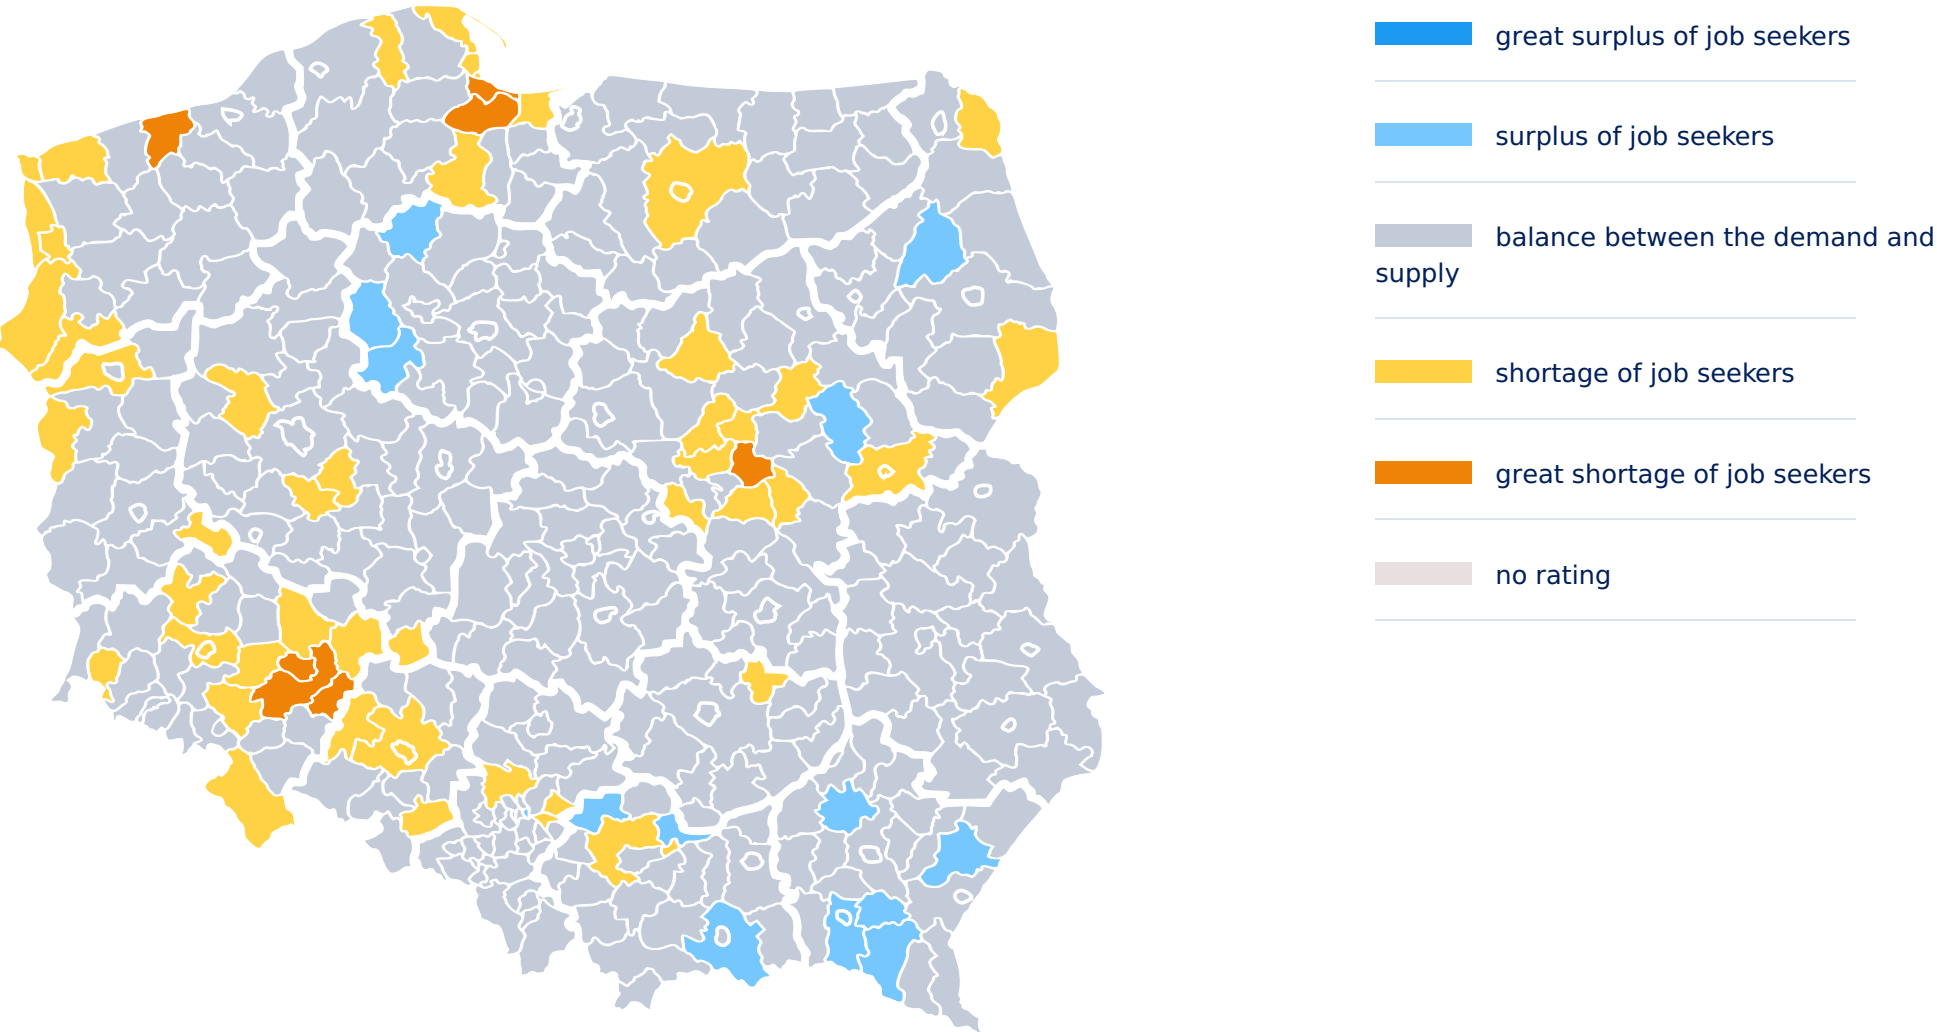 great surplus of job seekers
surplus of job seekers
balance between the demand and
supply
shortage of job seekers
great shortage of job seekers
no rating